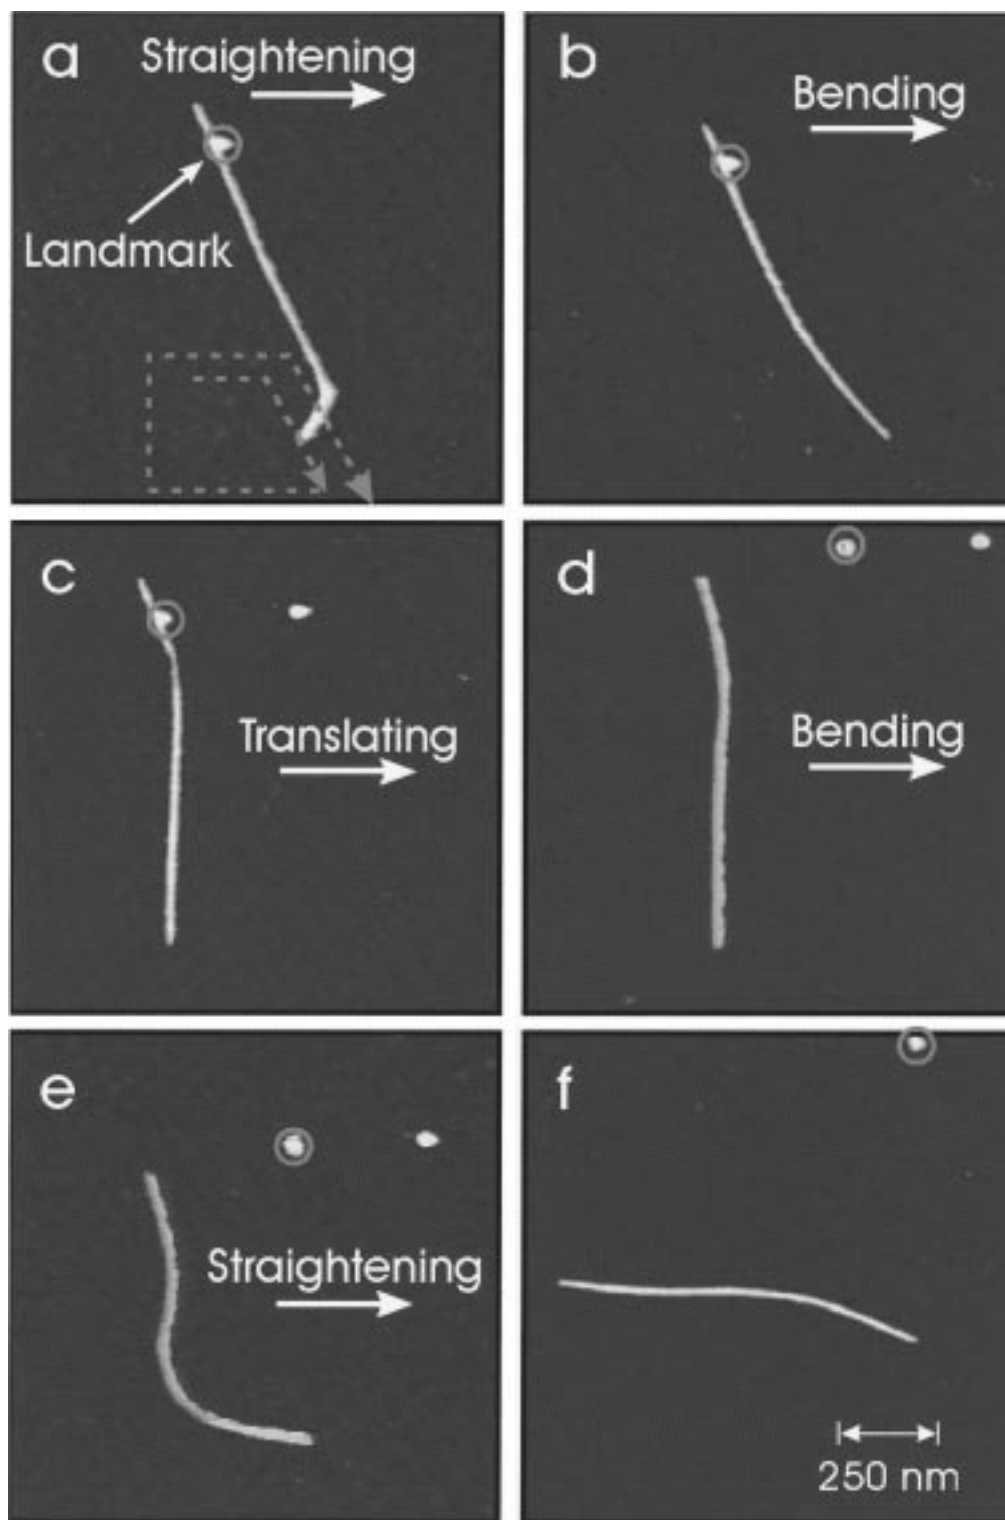 a
Straightening
Landmark
b
Bending
c
Translating
d
Bending
e
Straightening
f
250 nm